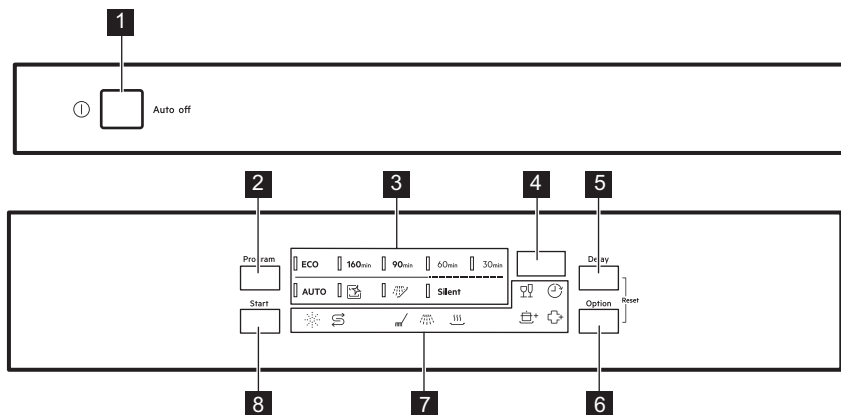 1
Auto off
2
3
4
5
Program
Delay
ECO 160min 90min 60min 30min
AUTO Silent
Start
Option
Reset
8
7
6